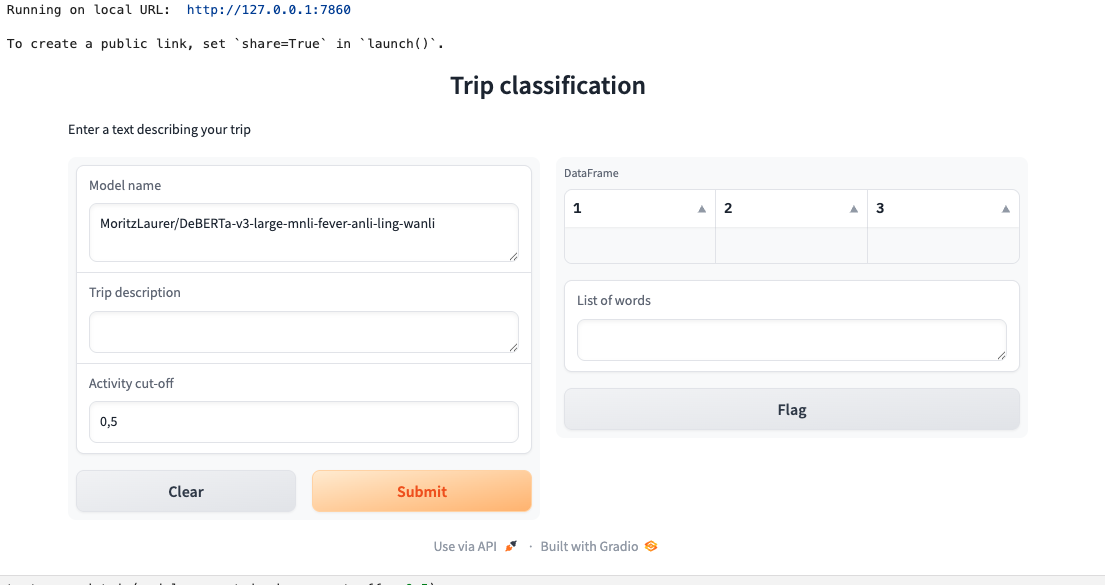 Running on local URL:  http://127.0.0.1:7860
To create a public link, set `share=True` in `launch()`.
Trip classification
Enter a text describing your trip
Model name
MoritzLaurer/DeBERTa-v3-large-mnli-fever-anli-ling-wanli
Trip description
Activity cut-off
0,5
Clear
Submit
DataFrame
1 2 3
List of words
Flag
Use via API · Built with Gradio